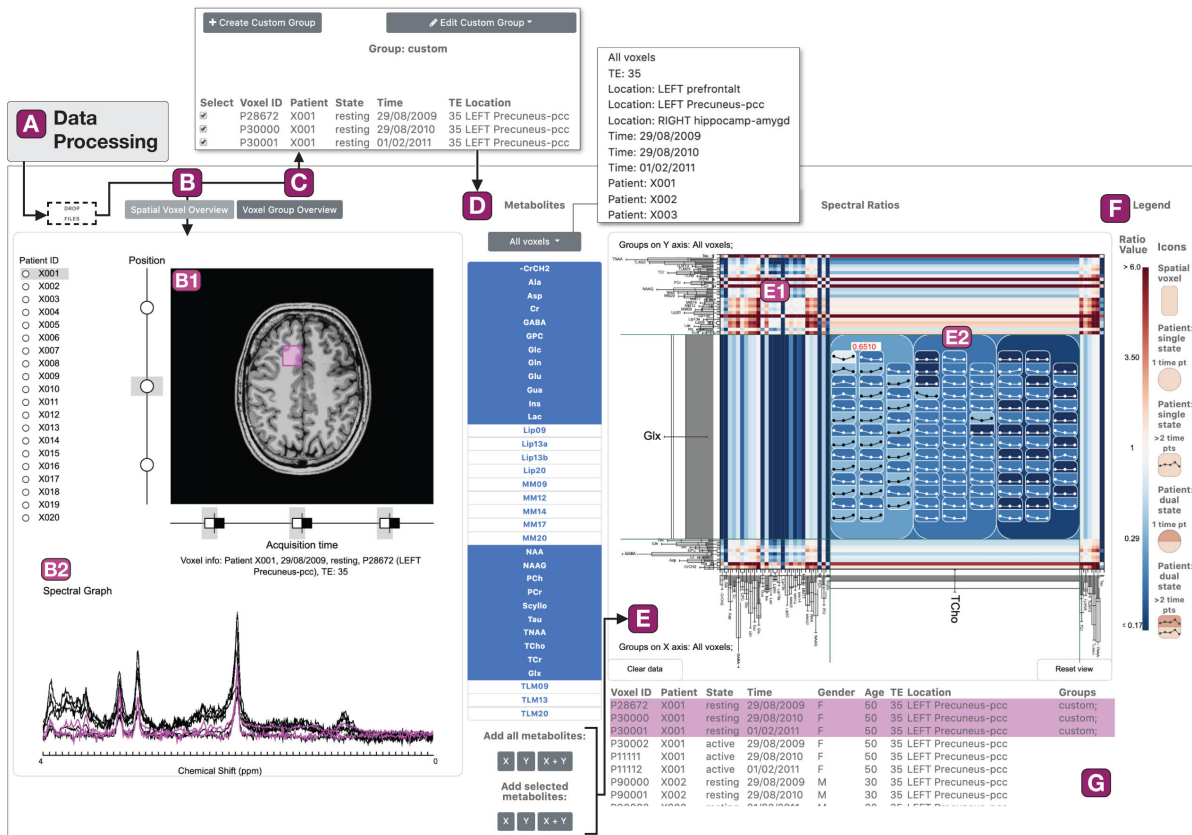 + Create Custom Group
Edit Custom Group
Group: custom
Select Voxel ID Patient State Time TE Location
P28672 X001 resting 29/08/2009 35 LEFT Precuneus-pcc
P30000 X001 resting 29/08/2010 35 LEFT Precuneus-pcc
P30001 X001 resting 01/02/2011 35 LEFT Precuneus-pcc
All voxels
TE: 35
Location: LEFT prefrontalt
Location: LEFT Precuneus-pcc
Location: RIGHT hippocamp-amygd
Time: 29/08/2009
Time: 29/08/2010
Time: 01/02/2011
Patient: X001
Patient: X002
Patient: X003
A Data
Processing
DROP
FILES
B
C
Spatial Voxel Overview
Voxel Group Overview
Patient ID
X001
X002
X003
X004
X005
X006
X007
X008
X009
X010
X011
X012
X013
X014
X015
X016
X017
X018
X019
X020
Position
B1
Acquisition time
Voxel info: Patient X001, 29/08/2009, resting, P28672 (LEFT
Precuneus-pcc), TE: 35
B2
Spectral Graph
4
0
Chemical Shift (ppm)
D Metabolites
All voxels
-CrCH2
Ala
Asp
Cr
GABA
GPC
Glc
Gln
Glu
Gua
Ins
Lac
Lip09
Lip13a
Lip13b
Lip20
MM09
MM12
MM14
MM17
MM20
NAA
NAAG
PCh
PCr
Scyllo
Tau
TNAA
TCho
TCr
Glx
TLM09
TLM13
TLM20
Add all metabolites:
X Y X + Y
Add selected
metabolites:
X Y X + Y
Spectral Ratios
Groups on Y axis: All voxels;
E1
E2
0.6510
Glx
TCho
E
Groups on X axis: All voxels;
Clear data
Reset view
F Legend
Ratio
Value
> 6.0
3.50
1
0.29
< 0.17
Icons
Spatial
voxel
Patient:
single
state
1 time pt
Patient:
single
state
>2 time
pts
Patient:
dual
state
1 time pt
Patient:
dual
state
>2 time
pts
Voxel ID Patient State Time Gender Age TE Location Groups
P28672 X001 resting 29/08/2009 F 50 35 LEFT Precuneus-pcc custom;
P30000 X001 resting 29/08/2010 F 50 35 LEFT Precuneus-pcc custom;
P30001 X001 resting 01/02/2011 F 50 35 LEFT Precuneus-pcc custom;
P30002 X001 active 29/08/2009 F 50 35 LEFT Precuneus-pcc
P11111 X001 active 29/08/2010 F 50 35 LEFT Precuneus-pcc
P11112 X001 active 01/02/2011 F 50 35 LEFT Precuneus-pcc
P90000 X002 resting 29/08/2009 M 30 35 LEFT Precuneus-pcc
P90001 X002 resting 29/08/2010 M 30 35 LEFT Precuneus-pcc
G